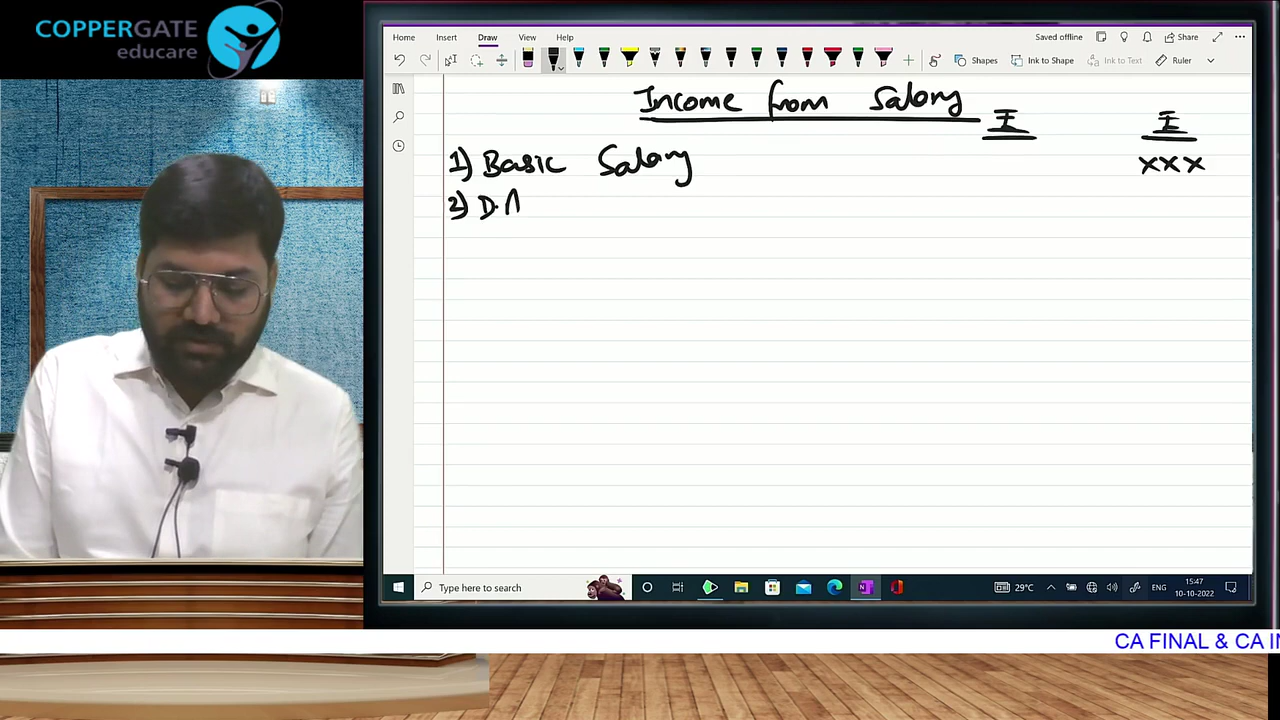 COPPERGATE
educare
Home Insert Draw View Help
Saved offline
Share
Shapes
Ink to Shape
Ink to Text
Ruler
Income from Salary
I I
1) Basic Salary XXX
2) D.A
Type here to search
29°C
ENG
15:47
10-10-2022
CA FINAL & CA IN